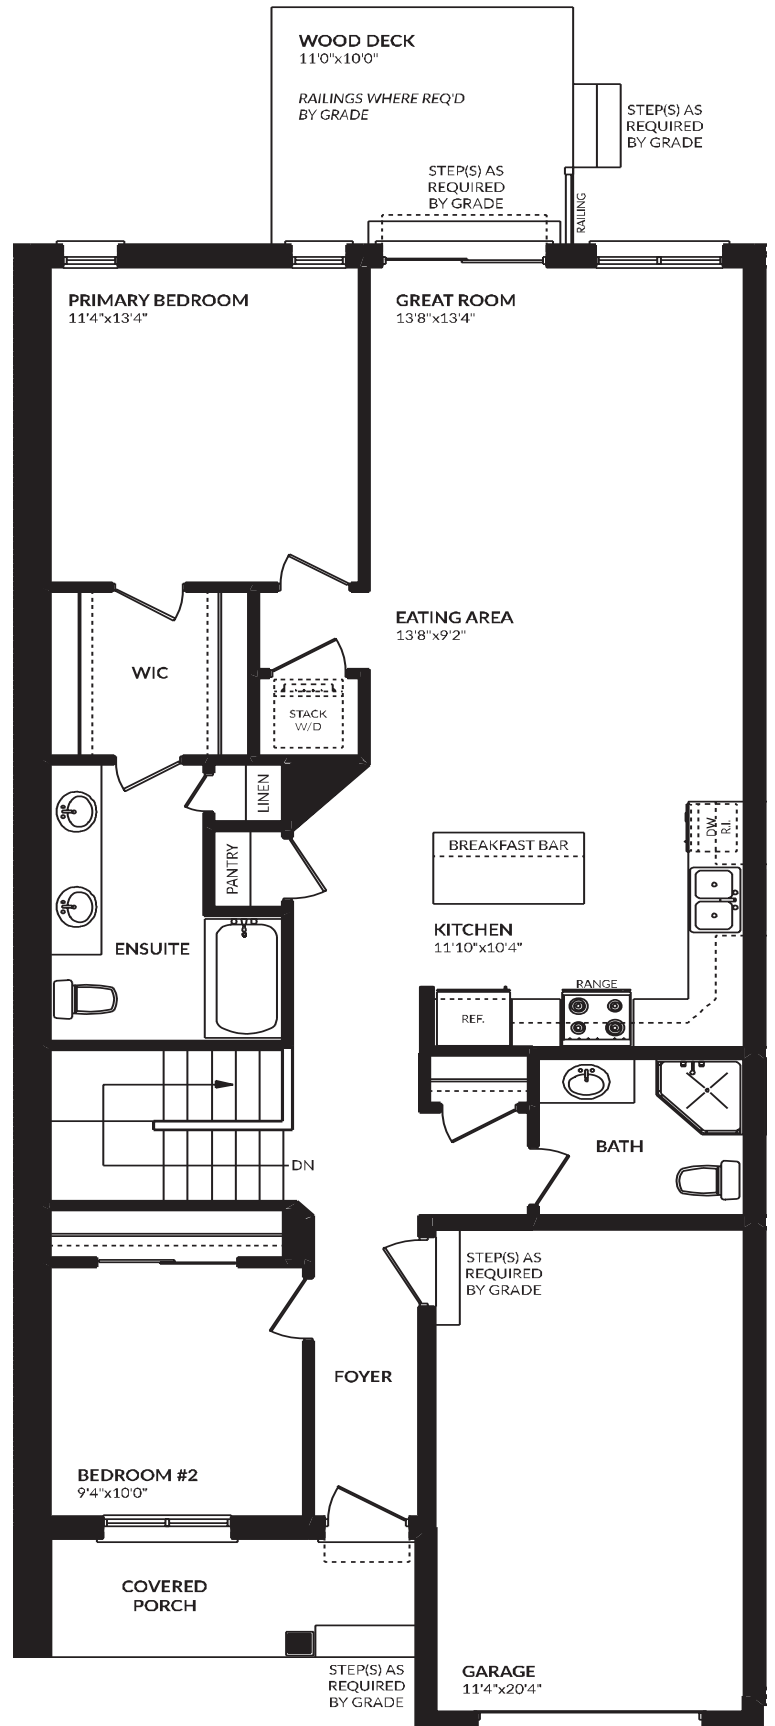 WOOD DECK
11'0"x10'0"
RAILINGS WHERE REQ'D
BY GRADE
STEP(S) AS
REQUIRED
BY GRADE
STEP(S) AS
REQUIRED
BY GRADE
RAILING
PRIMARY BEDROOM
11'4"x13'4"
GREAT ROOM
13'8"x13'4"
EATING AREA
13'8"x9'2"
WIC
STACK
W/D
LINEN
PANTRY
BREAKFAST BAR
DW
R.I.
KITCHEN
11'10"x10'4"
ENSUITE
RANGE
REF.
BATH
DN
STEP(S) AS
REQUIRED
BY GRADE
FOYER
BEDROOM #2
9'4"x10'0"
COVERED
PORCH
STEP(S) AS
REQUIRED
BY GRADE
GARAGE
11'4"x20'4"